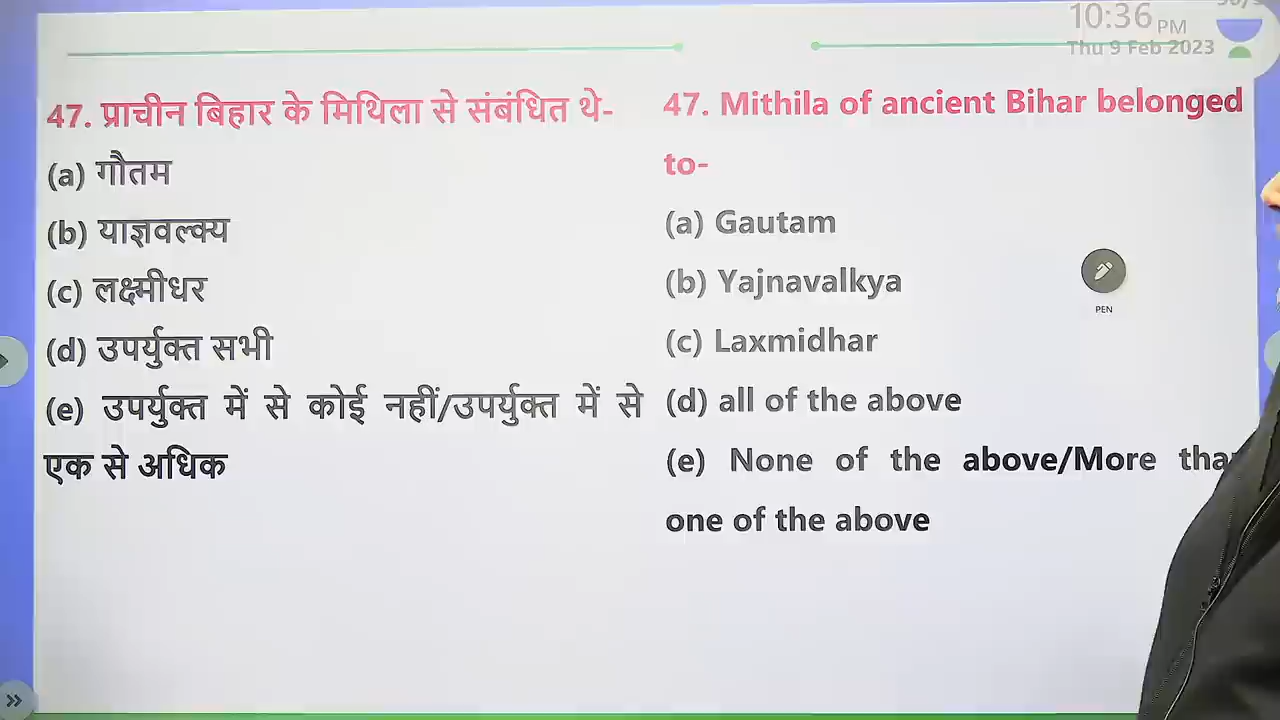 10:36 PM
Thu 9 Feb 2023
47. प्राचीन बिहार के मिथिला से संबंधित थे-
(a) गौतम
(b) याज्ञवल्क्य
(c) लक्ष्मीधर
(d) उपर्युक्त सभी
(e) उपर्युक्त में से कोई नहीं/उपर्युक्त में से
एक से अधिक
47. Mithila of ancient Bihar belonged
to-
(a) Gautam
(b) Yajnavalkya
(c) Laxmidhar
(d) all of the above
(e) None of the above/More
one of the above
PEN